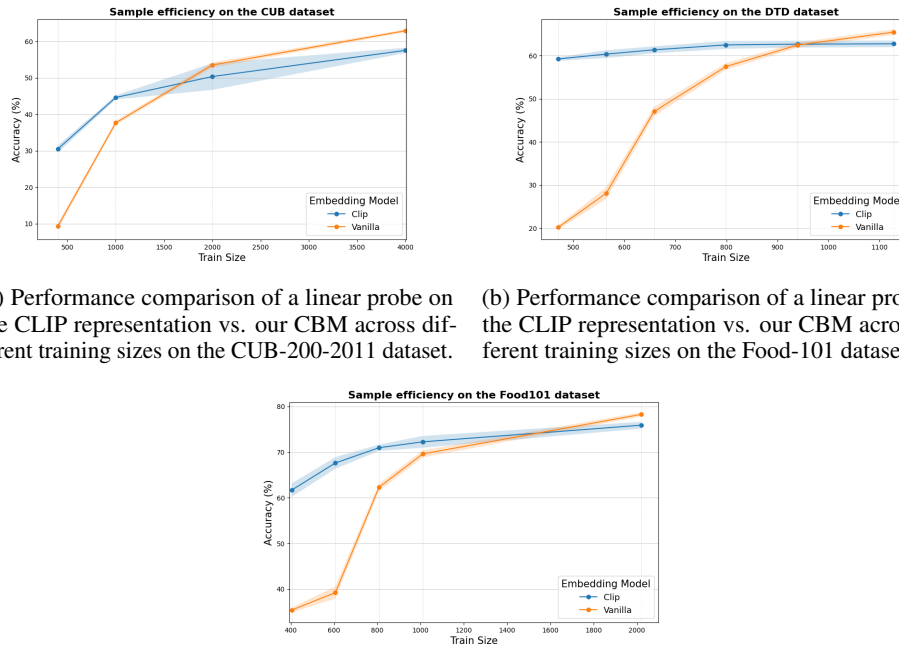 Sample efficiency on the CUB dataset
60
50
40
30
20
10
Accuracy (%)
500 1000 1500 2000 2500 3000 3500 4000
Train Size
Embedding Model
Clip
Vanilla
Sample efficiency on the DTD dataset
60
50
40
30
20
Accuracy (%)
500 600 700 800 900 1000 1100
Train Size
Embedding Mode
Clip
Vanilla
) Performance comparison of a linear probe on
e CLIP representation vs. our CBM across dif-
rent training sizes on the CUB-200-2011 dataset.
(b) Performance comparison of a linear pro
the CLIP representation vs. our CBM acro
ferent training sizes on the Food-101 datase
Sample efficiency on the Food101 dataset
80
70
60
50
40
Accuracy (%)
400 600 800 1000 1200 1400 1600 1800 2000
Train Size
Embedding Model
Clip
Vanilla